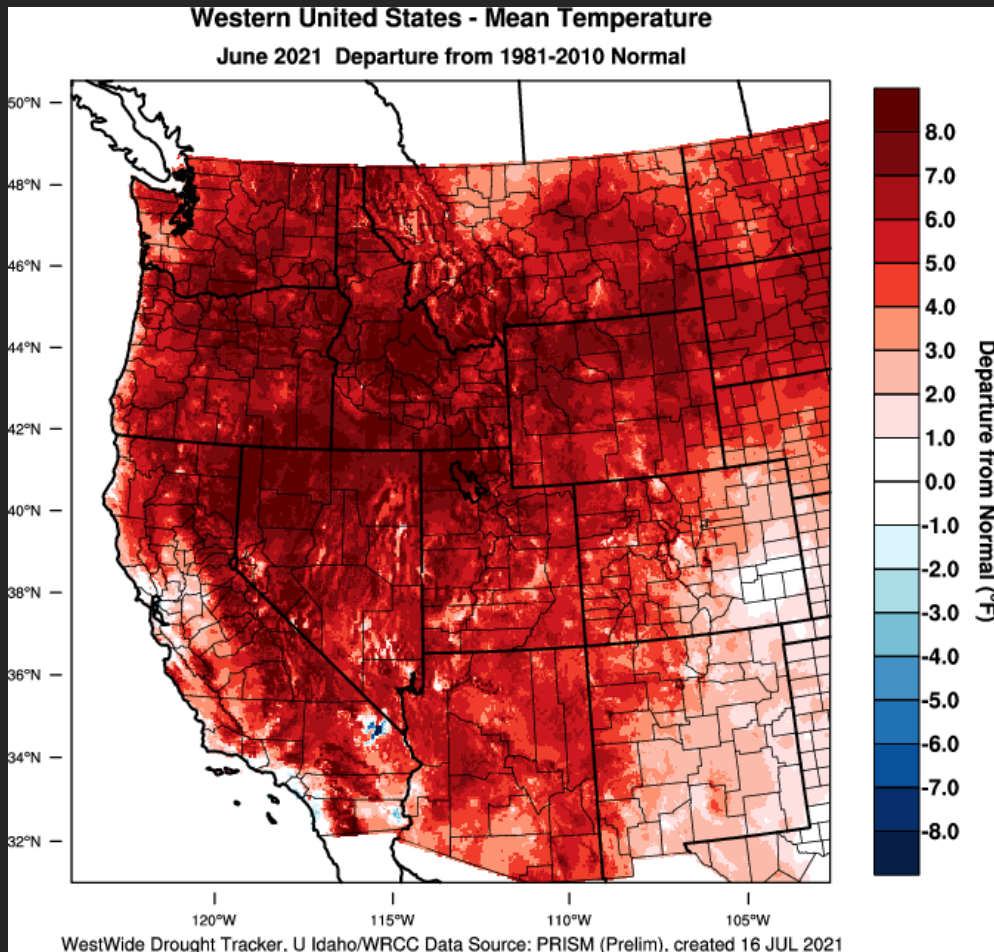 Western United States - Mean Temperature
June 2021 Departure from 1981-2010 Normal
50°N
48°N
46°N
44°N
42°N
40°N
38°N
36°N
34°N
32°N
120°W
115°W
110°W
105°W
8.0
7.0
6.0
5.0
4.0
3.0
2.0
1.0
0.0
-1.0
-2.0
-3.0
-4.0
-5.0
-6.0
-7.0
-8.0
Departure from Normal (°F)
WestWide Drought Tracker, U Idaho/WRCC Data Source: PRISM (Prelim), created 16 JUL 2021